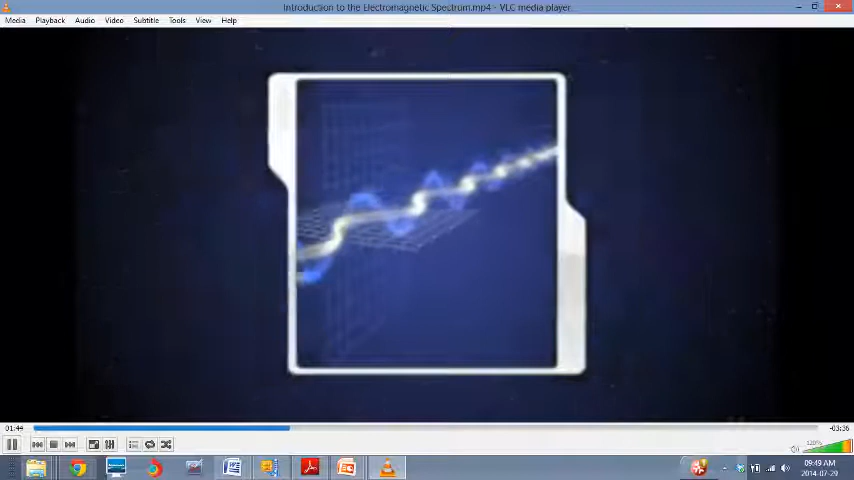 Introduction to the Electromagnetic Spectrum.mp4 - VLC media player
Media Playback Audio Video Subtitle Tools View Help
01:44 -03:36
120%
09:49 AM
2014-07-29